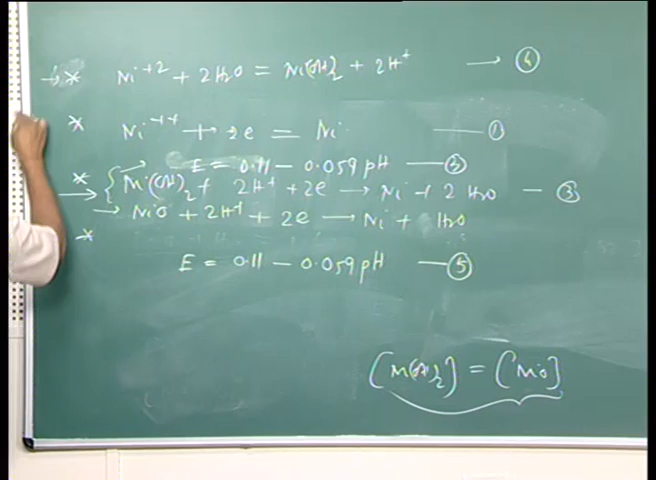 * Ni+2 + 2H2O = Ni(OH)2 + 2H+ → 4
* Ni++ + 2e = Ni — 1
E = 0.11 - 0.059 pH — 2
* { Ni(OH)2 + 2H+ + 2e → Ni + 2 H2O — 3
→ NiO + 2H+ + 2e → Ni + H2O
*
E = 0.11 - 0.059 pH — 5
[Ni(OH)2] = [NiO]